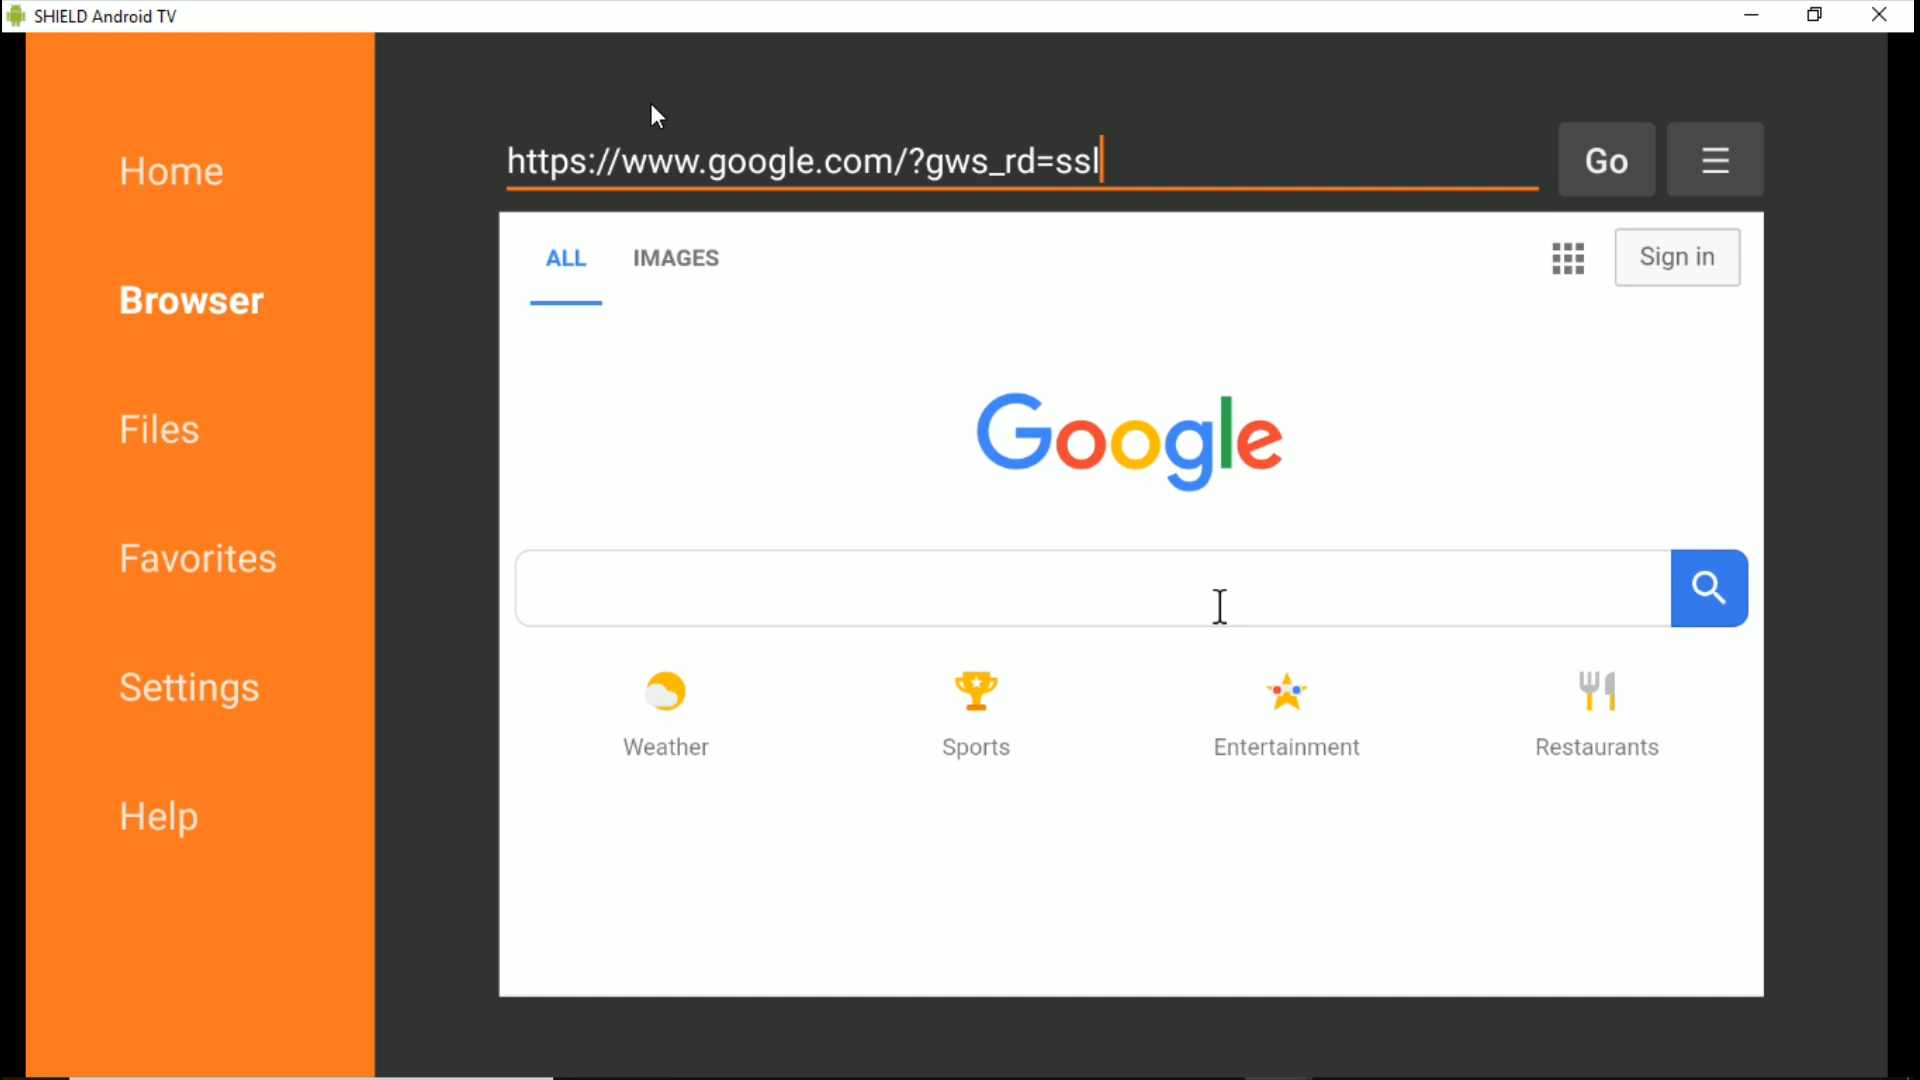 SHIELD Android TV
Home
Browser
Files
Favorites
Settings
Help
https://www.google.com/?gws_rd=ssl
Go
ALL IMAGES
Sign in
Google
Weather Sports Entertainment Restaurants